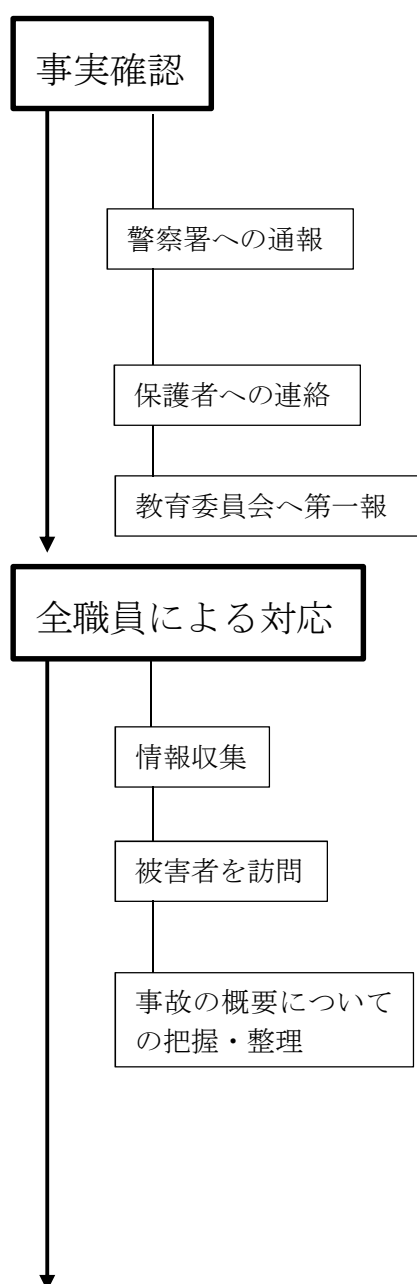 事実確認
警察署への通報
保護者への連絡
教育委員会へ第一報
全職員による対応
情報収集
被害者を訪問
事故の概要について
の把握・整理